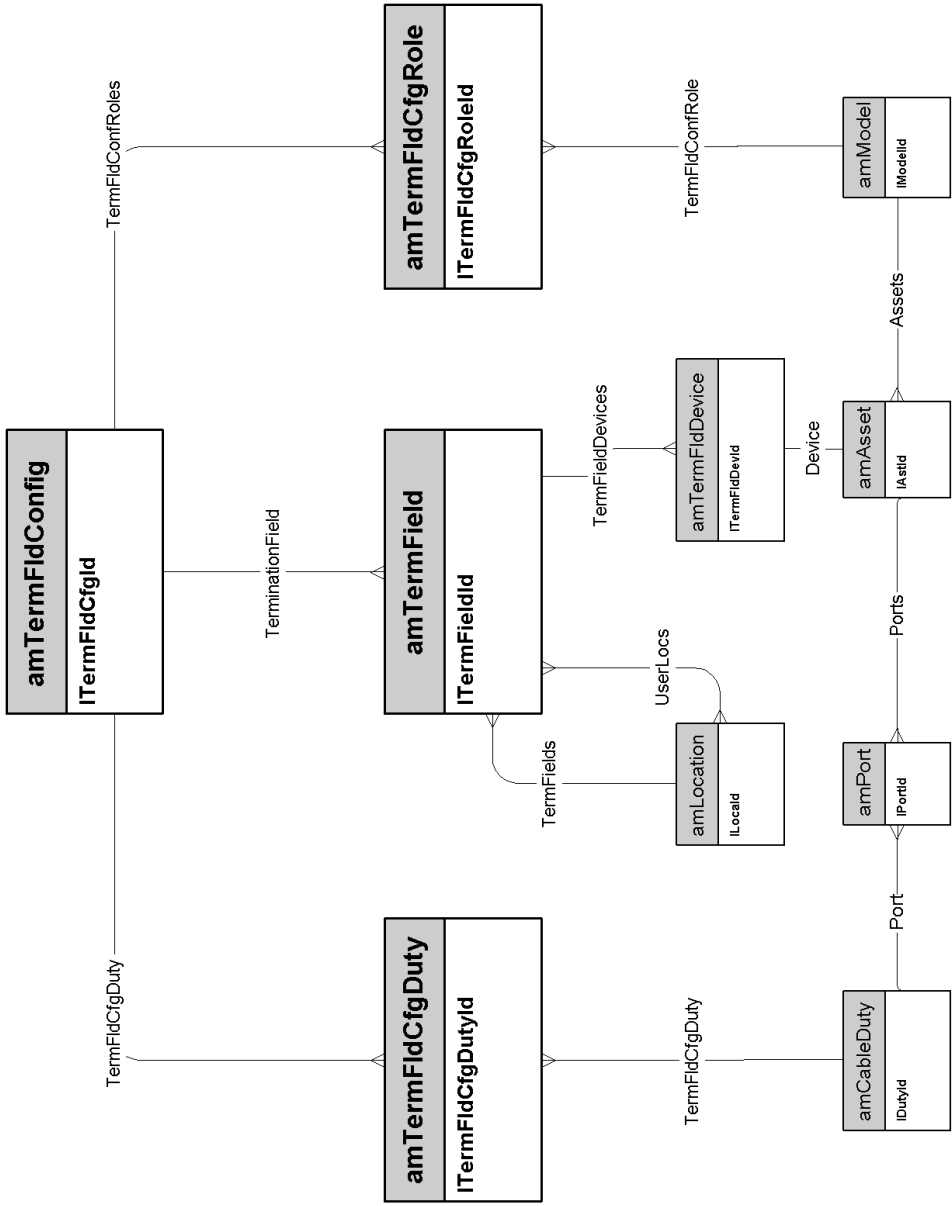 amTermFldConfig
lTermFldCfgId
TermFldCfgDuty
TermFldConfRoles
TerminationField
amTermFldCfgDuty
lTermFldCfgDutyId
amTermField
lTermFieldId
amTermFldCfgRole
lTermFldCfgRoleId
TermFields
TermFieldDevices
UserLocs
TermFldCfgDuty
TermFldConfRole
amLocation
lLocaId
amTermFldDevice
lTermFldDevId
Device
amCableDuty
lDutyId
Port
amPort
lPortId
Ports
amAsset
lAstId
Assets
amModel
lModelId